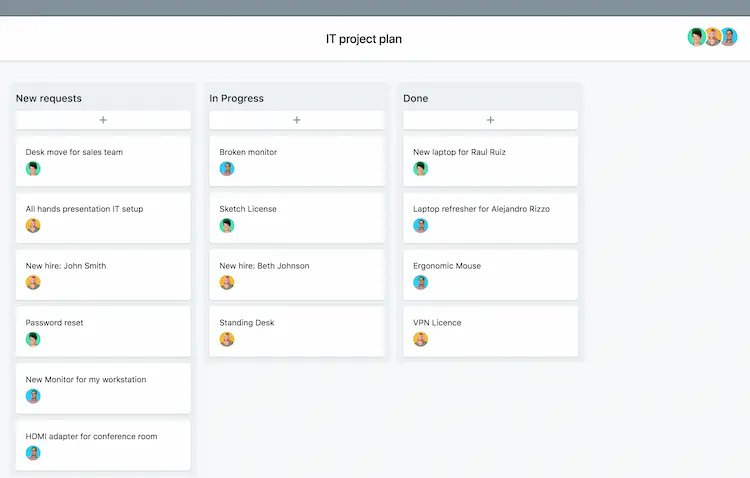 IT project plan
New requests
+
Desk move for sales team
All hands presentation IT setup
New hire: John Smith
Password reset
New Monitor for my workstation
HDMI adapter for conference room
In Progress
+
Broken monitor
Sketch License
New hire: Beth Johnson
Standing Desk
Done
+
New laptop for Raul Ruiz
Laptop refresher for Alejandro Rizzo
Ergonomic Mouse
VPN Licence